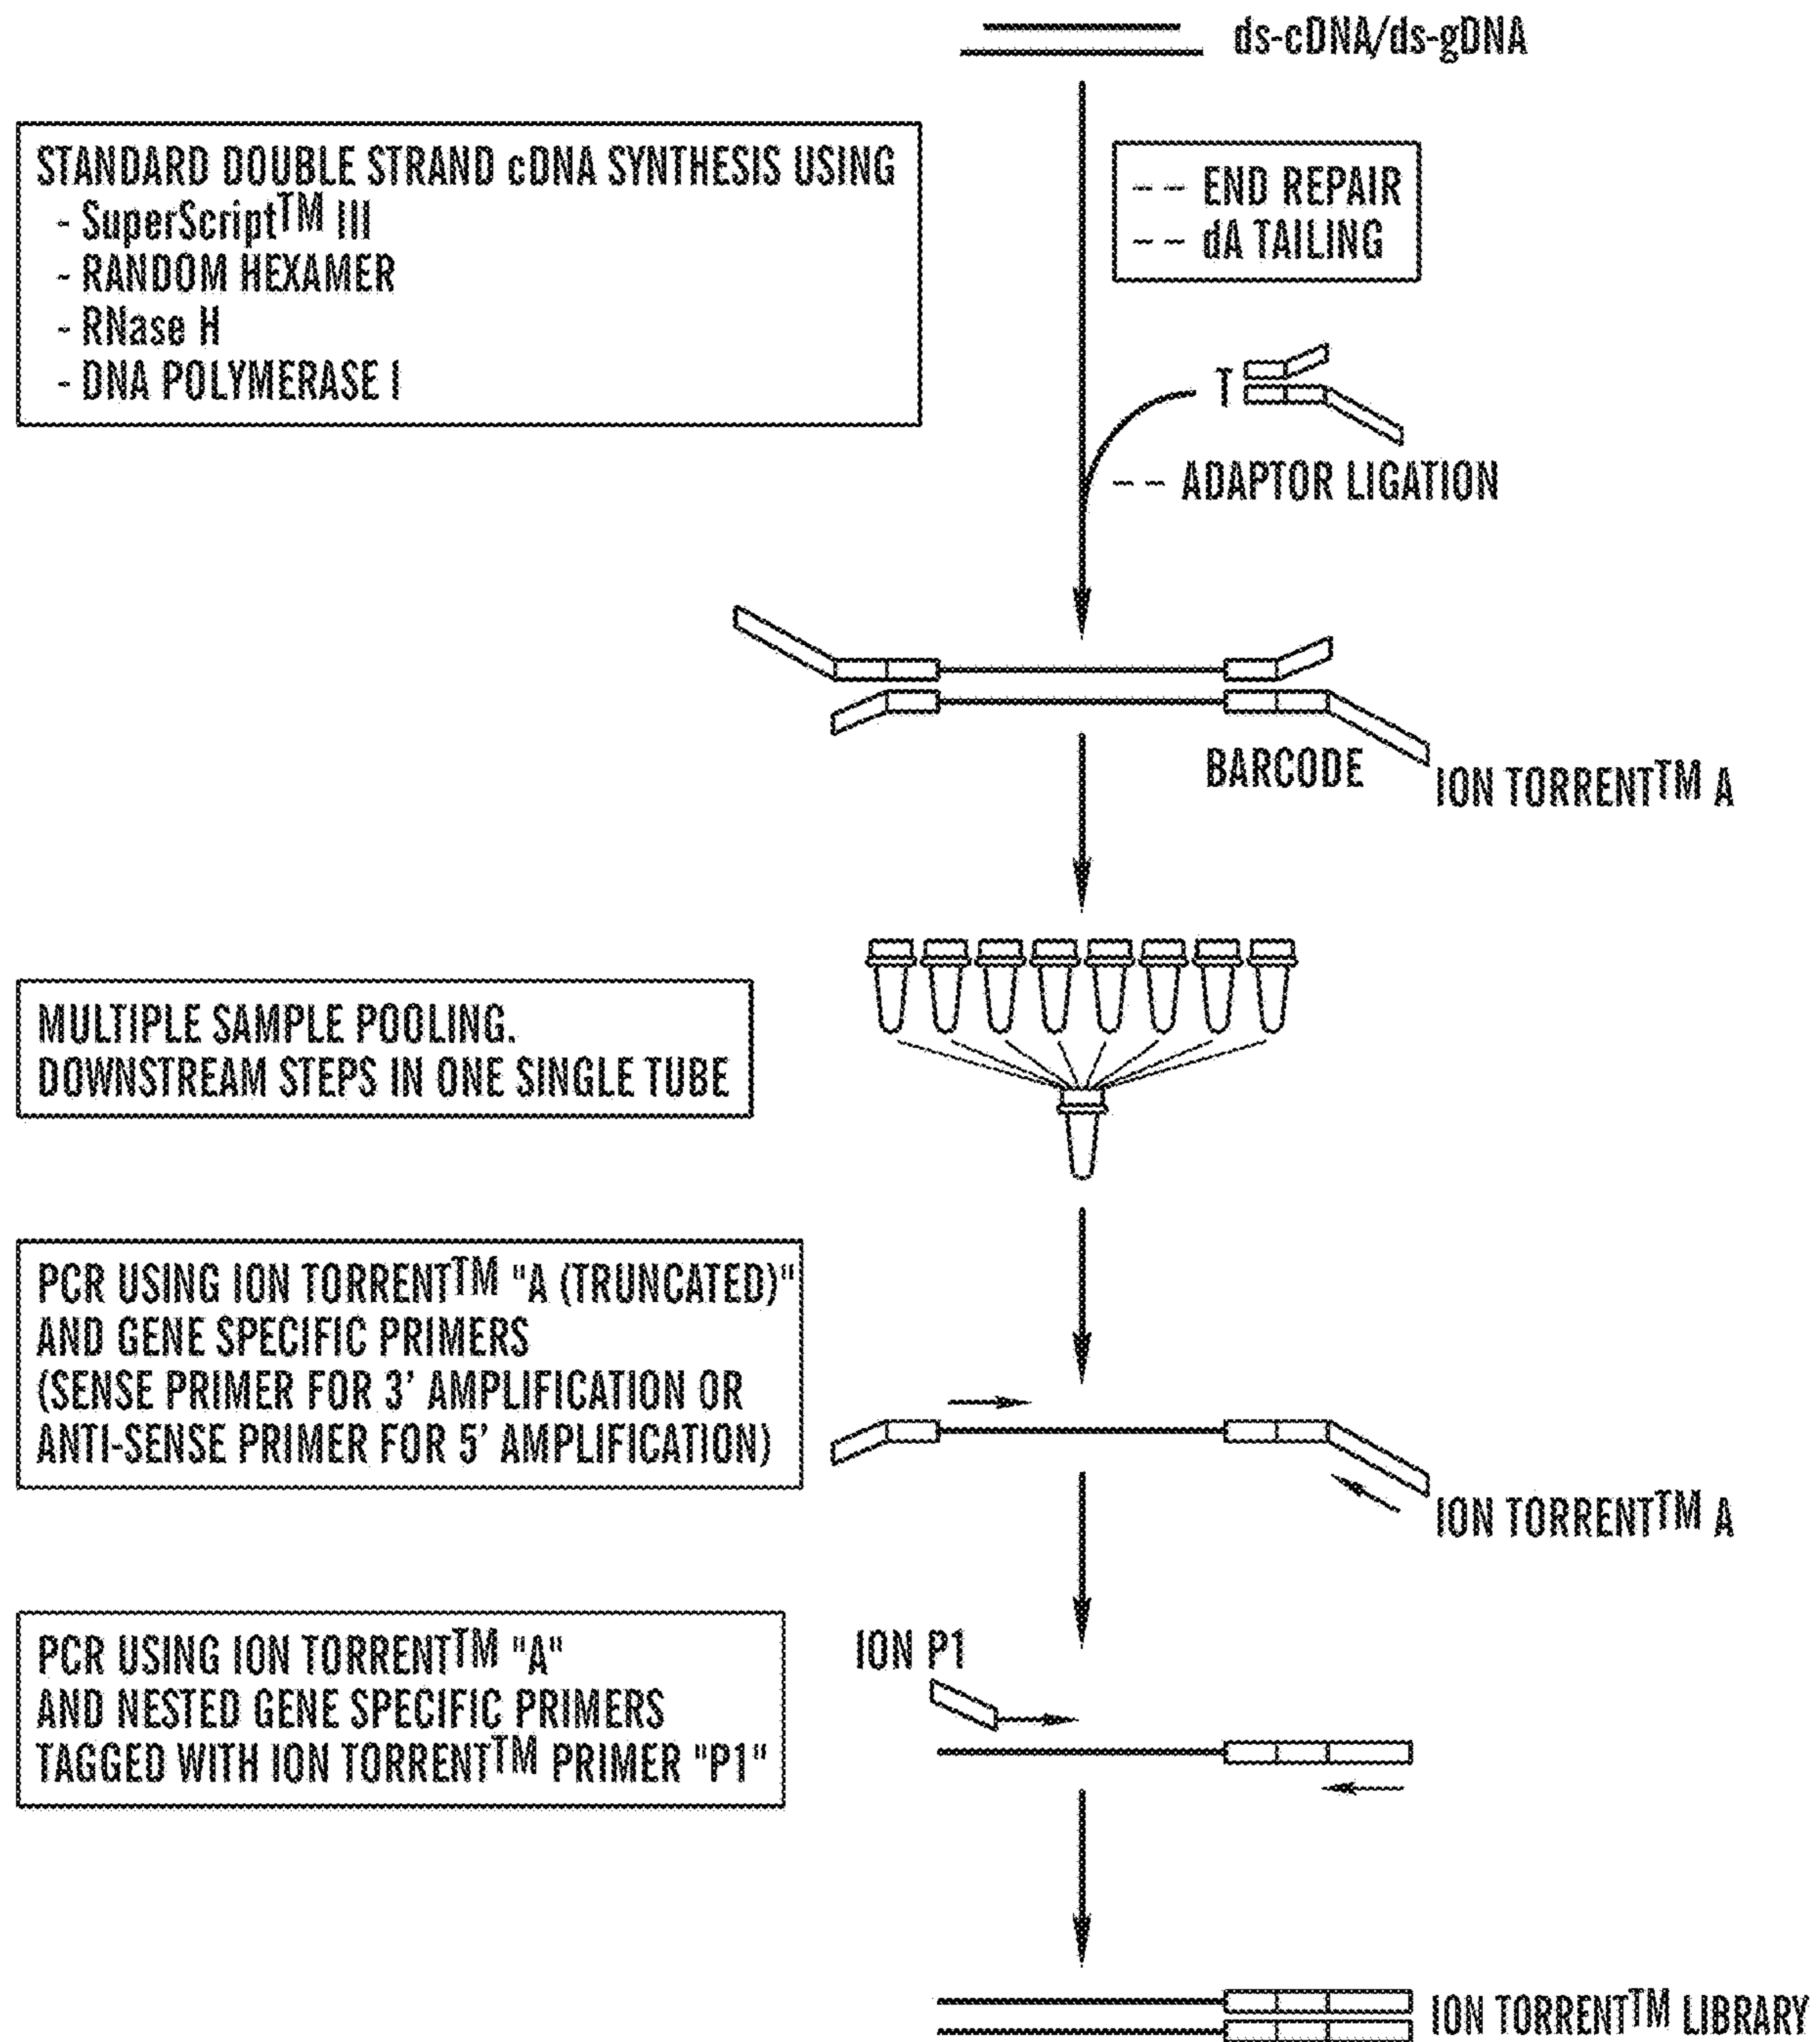 ds-cDNA/ds-gDNA
STANDARD DOUBLE STRAND cDNA SYNTHESIS USING
- SuperScript™ III
- RANDOM HEXAMER
- RNase H
- DNA POLYMERASE I
-- END REPAIR
-- dA TAILING
T
-- ADAPTOR LIGATION
BARCODE
ION TORRENT™ A
MULTIPLE SAMPLE POOLING.
DOWNSTREAM STEPS IN ONE SINGLE TUBE
PCR USING ION TORRENT™ "A (TRUNCATED)"
AND GENE SPECIFIC PRIMERS
(SENSE PRIMER FOR 3' AMPLIFICATION OR
ANTI-SENSE PRIMER FOR 5' AMPLIFICATION)
ION TORRENT™ A
PCR USING ION TORRENT™ "A"
AND NESTED GENE SPECIFIC PRIMERS
TAGGED WITH ION TORRENT™ PRIMER "P1"
ION P1
ION TORRENT™ LIBRARY